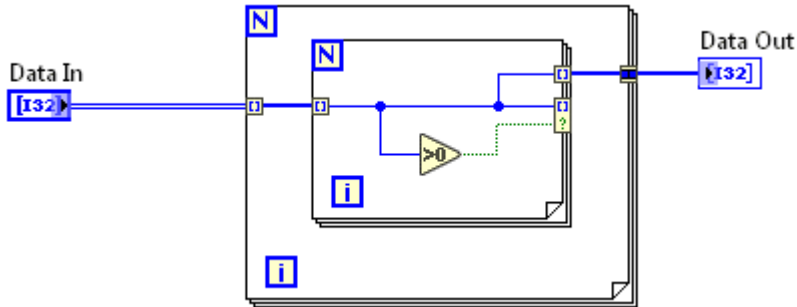 N
N
Data Out
Data In
[]
[I32]
[I32]
[]
[]
[]
?
>0
i
i